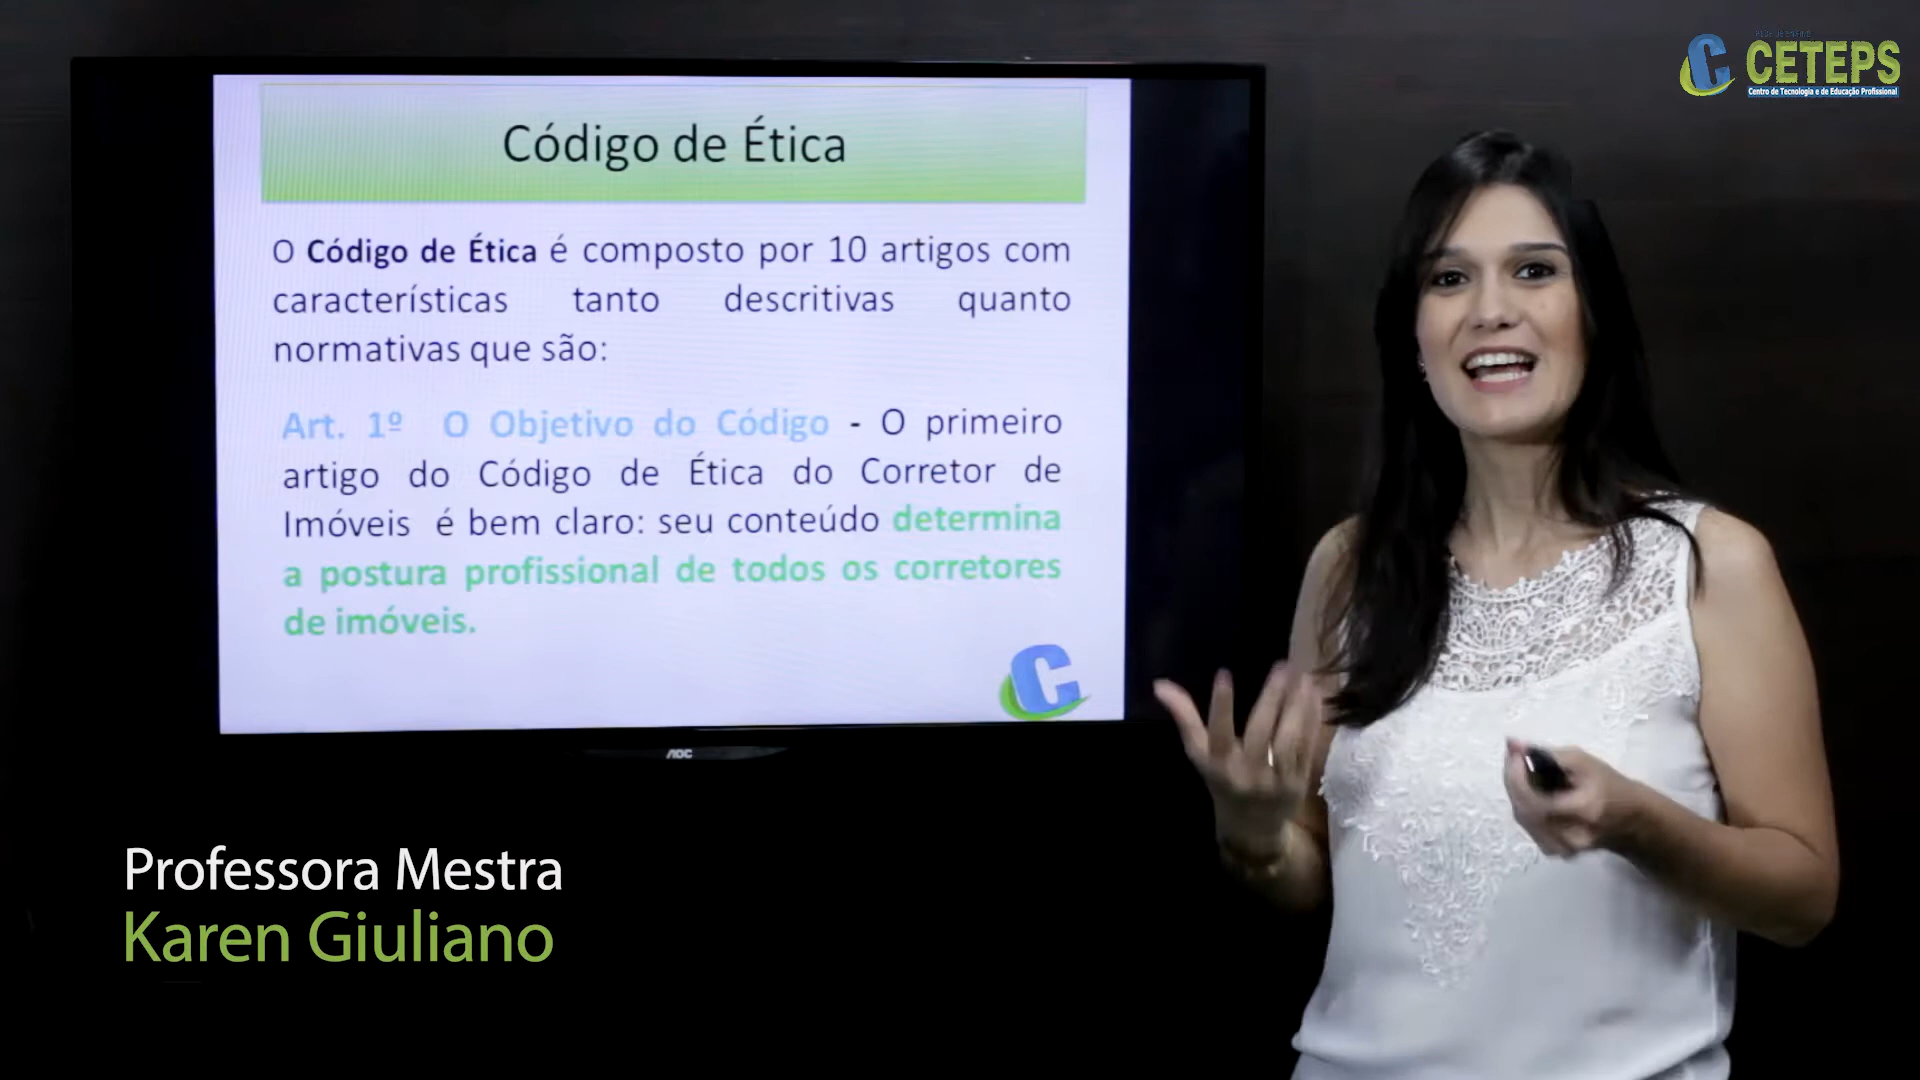 CETEPS
Centro de Tecnologia e de Educação Profissional
Código de Ética
O Código de Ética é composto por 10 artigos com
características tanto descritivas quanto
normativas que são:
Art. 1º O Objetivo do Código - O primeiro
artigo do Código de Ética do Corretor de
Imóveis é bem claro: seu conteúdo determina
a postura profissional de todos os corretores
de imóveis.
C
AOC
Professora Mestra
Karen Giuliano